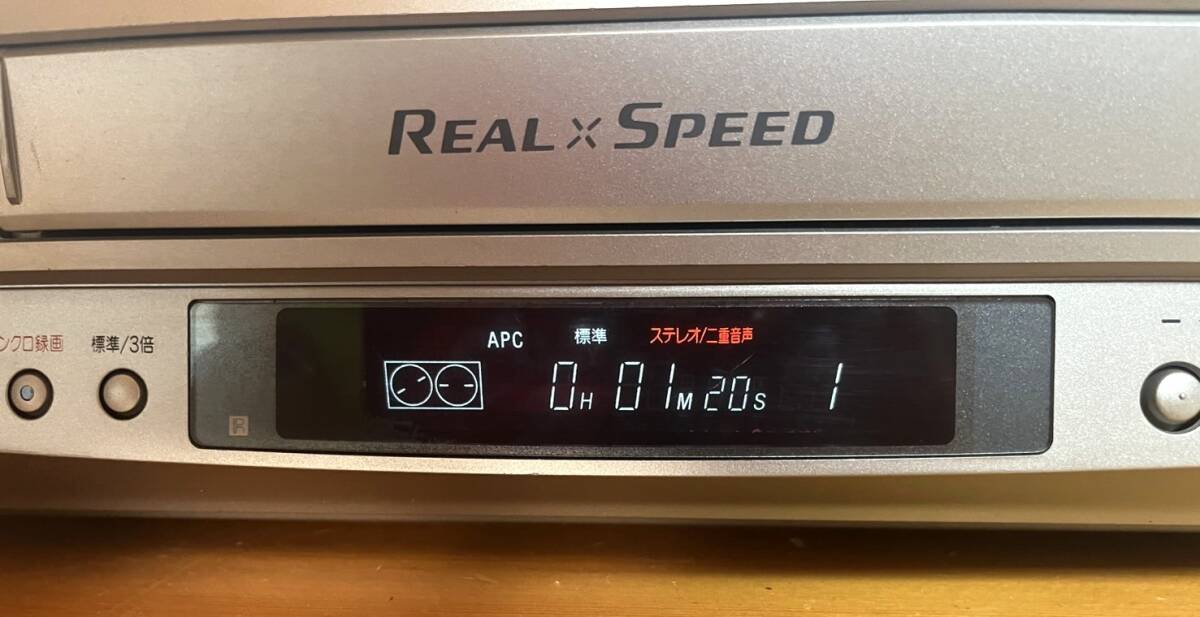 REAL×SPEED
ンクロ録画
標準/3倍
APC 標準 ステレオ/二重音声
0H 01M 20S 1
R
−